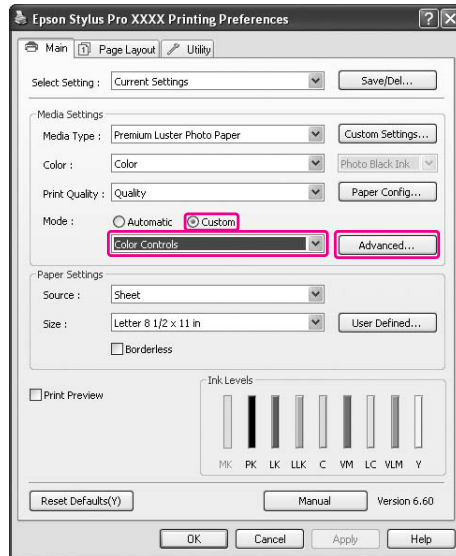 Epson Stylus Pro XXXX Printing Preferences
Main Page Layout Utility
Select Setting : Current Settings Save/Del...
Media Settings
Media Type : Premium Luster Photo Paper Custom Settings...
Color : Color Photo Black Ink
Print Quality : Quality Paper Config...
Mode : Automatic Custom
Color Controls Advanced...
Paper Settings
Source : Sheet
Size : Letter 8 1/2 x 11 in User Defined...
Borderless
Print Preview
Ink Levels
MK PK LK LLK C VM LC VLM Y
Reset Defaults(Y) Manual Version 6.60
OK Cancel Apply Help